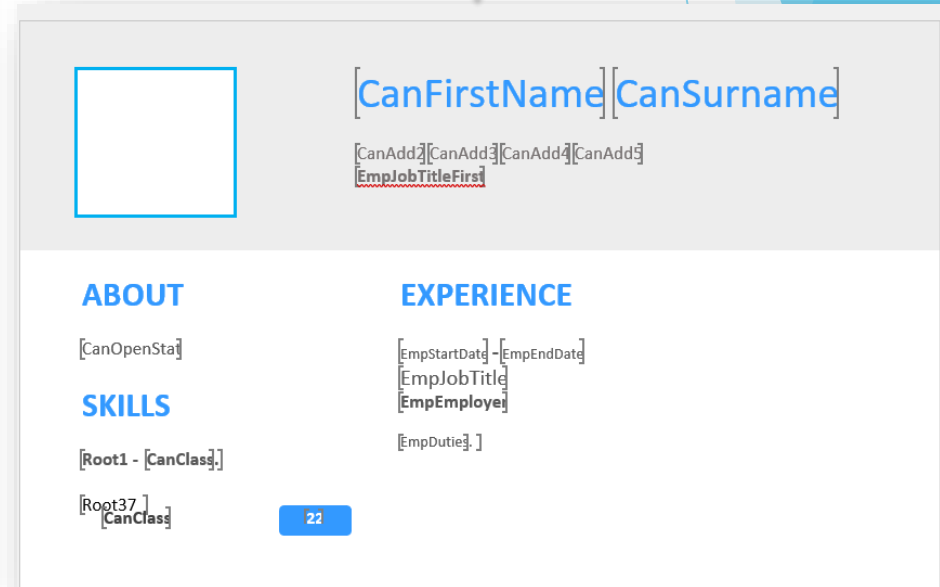 [CanFirstName] [CanSurname]
[CanAdd2][CanAdd3][CanAdd4][CanAdd5]
[EmpJobTitleFirst]
ABOUT
[CanOpenStat]
SKILLS
[Root1 - [CanClass].]
[Root37 ]
[CanClass]
[22]
EXPERIENCE
[EmpStartDate] - [EmpEndDate]
[EmpJobTitle]
[EmpEmployer]
[EmpDuties]. ]